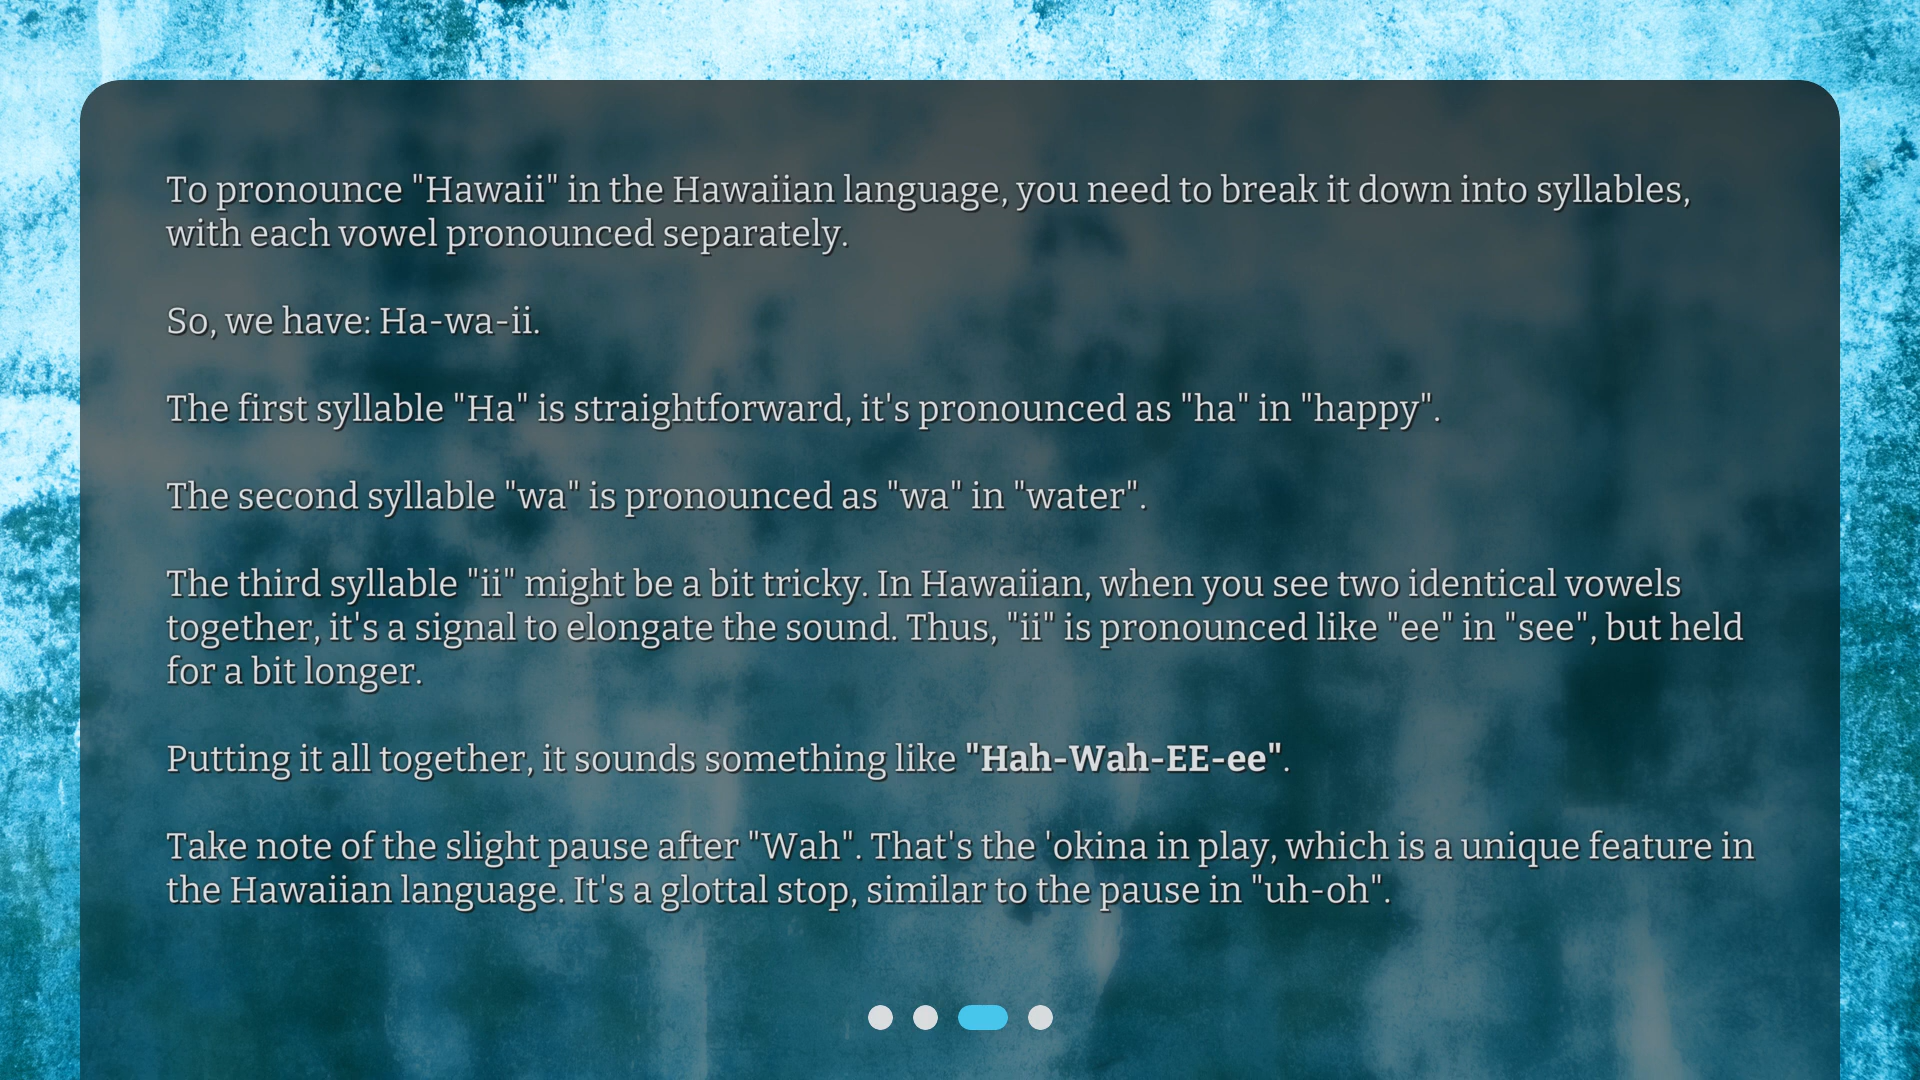 To pronounce "Hawaii" in the Hawaiian language, you need to break it down into syllables,
with each vowel pronounced separately.
So, we have: Ha-wa-ii.
The first syllable "Ha" is straightforward, it's pronounced as "ha" in "happy".
The second syllable "wa" is pronounced as "wa" in "water".
The third syllable "ii" might be a bit tricky. In Hawaiian, when you see two identical vowels
together, it's a signal to elongate the sound. Thus, "ii" is pronounced like "ee" in "see", but held
for a bit longer.
Putting it all together, it sounds something like "Hah-Wah-EE-ee".
Take note of the slight pause after "Wah". That's the 'okina in play, which is a unique feature in
the Hawaiian language. It's a glottal stop, similar to the pause in "uh-oh".